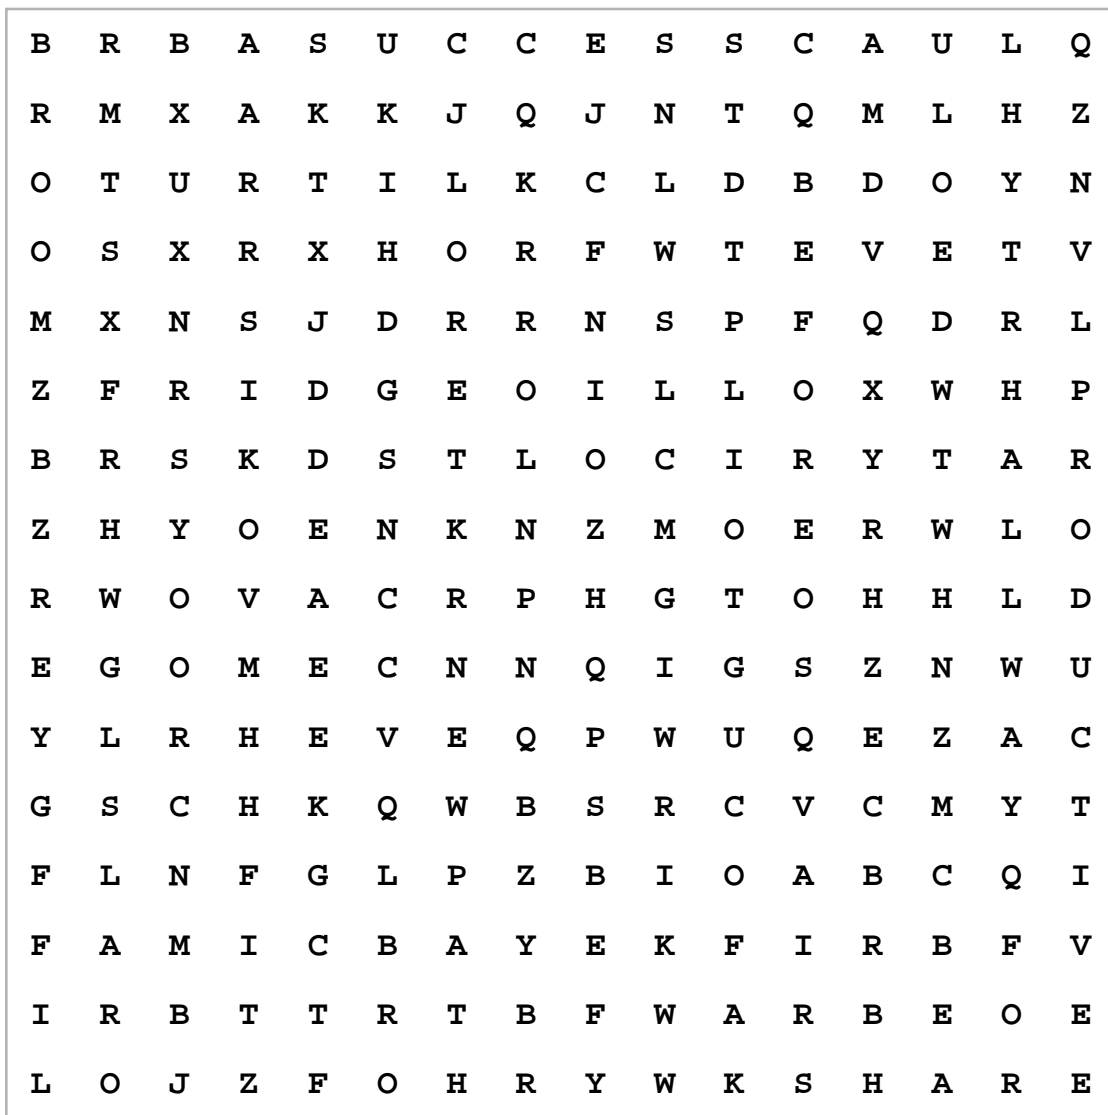 B R B A S U C C E S S C A U L Q
R M X A K K J Q J N T Q M L H Z
O T U R T I L K C L D B D O Y N
O S X R X H O R F W T E V E T V
M X N S J D R R N S P F Q D R L
Z F R I D G E O I L L O X W H P
B R S K D S T L O C I R Y T A R
Z H Y O E N K N Z M O E R W L O
R W O V A C R P H G T O H H L D
E G O M E C N N Q I G S Z N W U
Y L R H E V E Q P W U Q E Z A C
G S C H K Q W B S R C V C M Y T
F L N F G L P Z B I O A B C Q I
F A M I C B A Y E K F I R B F V
I R B T T R T B F W A R B E O E
L O J Z F O H R Y W K S H A R E